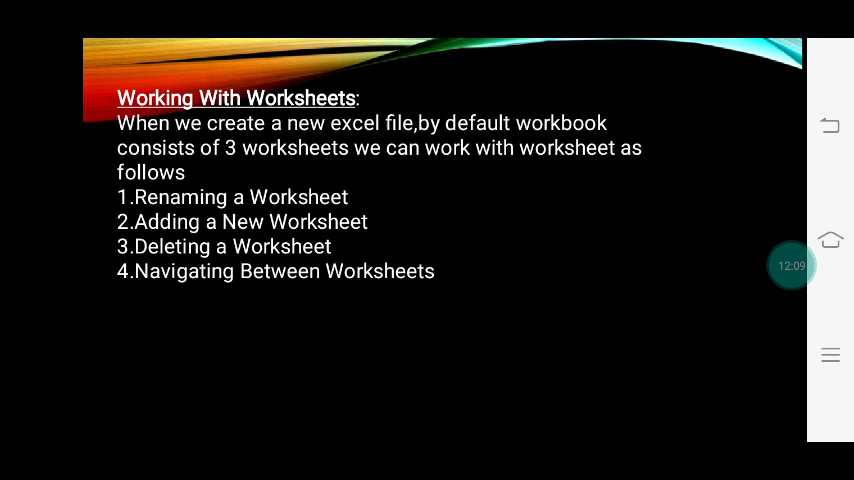 Working With Worksheets:
When we create a new excel file,by default workbook
consists of 3 worksheets we can work with worksheet as
follows
1.Renaming a Worksheet
2.Adding a New Worksheet
3.Deleting a Worksheet
4.Navigating Between Worksheets
12:09